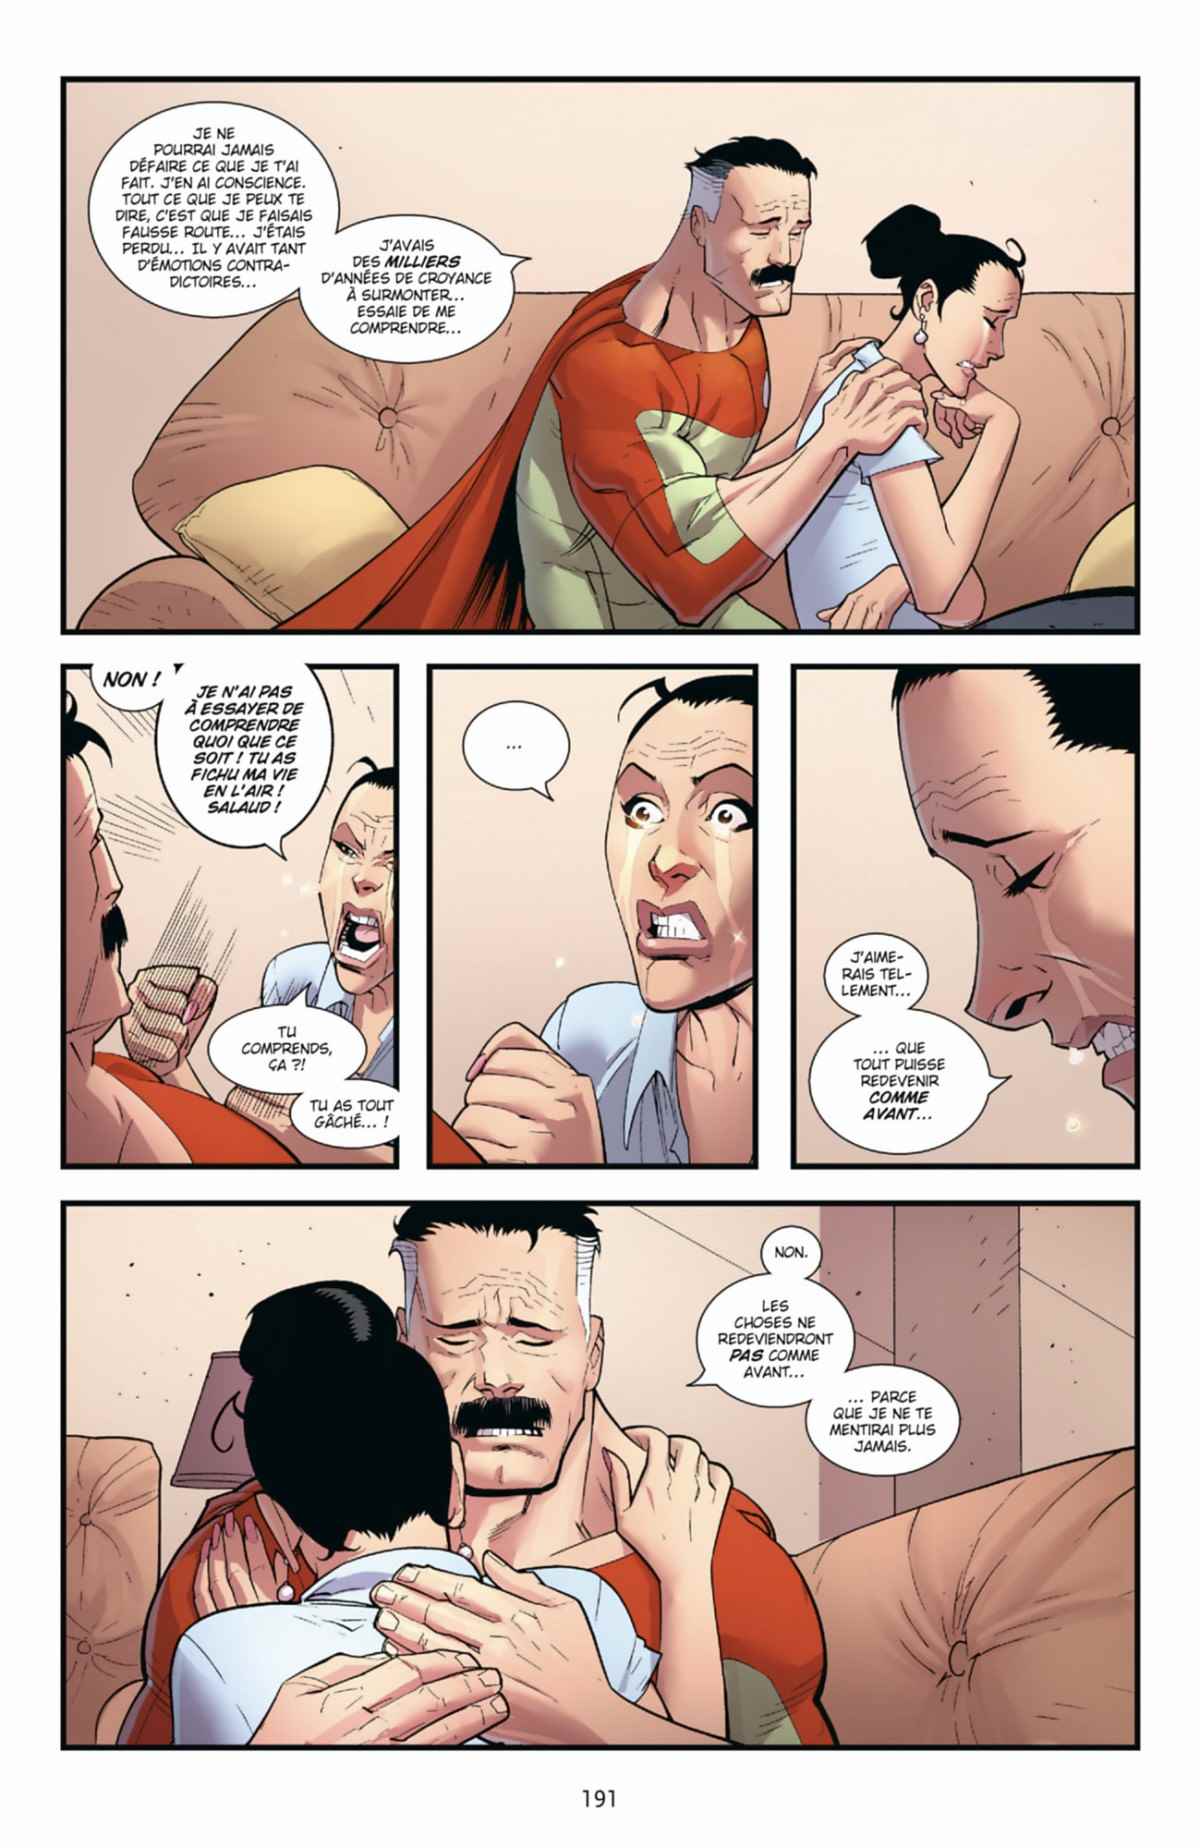 JE NE
POURRAI JAMAIS
DÉFAIRE CE QUE JE T'AI
FAIT. J'EN AI CONSCIENCE.
TOUT CE QUE JE PEUX TE
DIRE, C'EST QUE JE FAISAIS
FAUSSE ROUTE... J'ÉTAIS
PERDU... IL Y AVAIT TANT
D'ÉMOTIONS CONTRA-
DICTOIRES...
J'AVAIS
DES MILLIERS
D'ANNÉES DE CROYANCE
À SURMONTER...
ESSAIE DE ME
COMPRENDRE...
NON !
JE N'AI PAS
À ESSAYER DE
COMPRENDRE
QUOI QUE CE
SOIT ! TU AS
FICHU MA VIE
EN L'AIR !
SALAUD !
TU
COMPRENDS,
ÇA ?!
TU AS TOUT
GÂCHÉ... !
...
J'AIME-
RAIS TEL-
LEMENT...
... QUE
TOUT PUISSE
REDEVENIR
COMME
AVANT...
NON.
LES
CHOSES NE
REDEVIENDRONT
PAS COMME
AVANT...
... PARCE
QUE JE NE TE
MENTIRAI PLUS
JAMAIS.
191